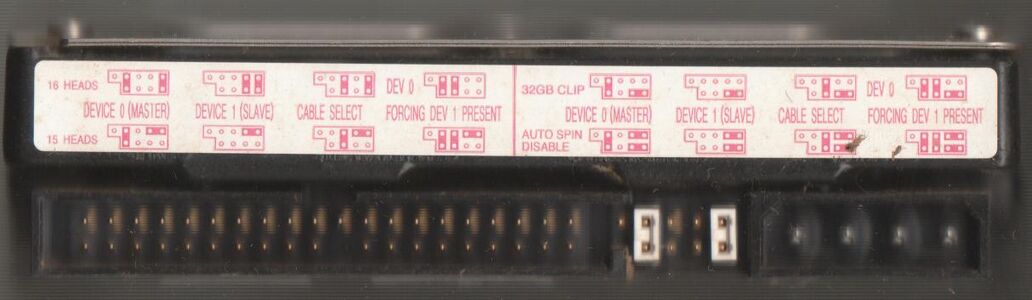 16 HEADS
DEV 0
DEVICE 0 (MASTER) DEVICE 1 (SLAVE) CABLE SELECT FORCING DEV 1 PRESENT
15 HEADS
32GB CLIP
DEV 0
DEVICE 0 (MASTER) DEVICE 1 (SLAVE) CABLE SELECT FORCING DEV 1 PRESENT
AUTO SPIN
DISABLE